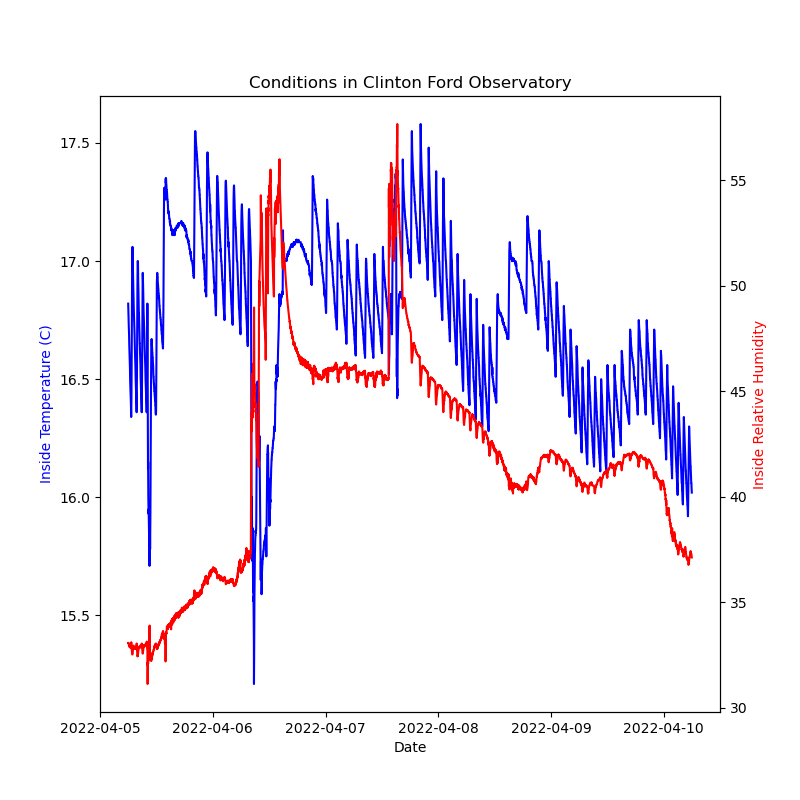 Conditions in Clinton Ford Observatory
17.5
17.0
16.5
16.0
15.5
Inside Temperature (C)
55
50
45
40
35
30
Inside Relative Humidity
2022-04-05 2022-04-06 2022-04-07 2022-04-08 2022-04-09 2022-04-10
Date